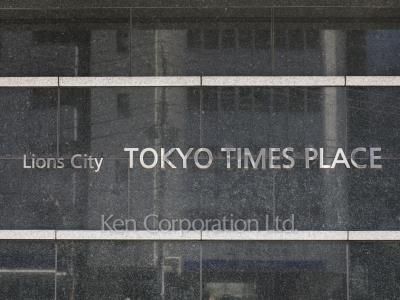 Lions City TOKYO TIMES PLACE
Ken Corporation Ltd.